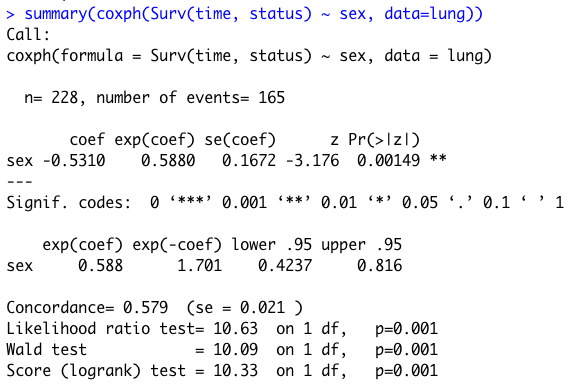 > summary(coxph(Surv(time, status) ~ sex, data=lung))
Call:
coxph(formula = Surv(time, status) ~ sex, data = lung)

  n= 228, number of events= 165

       coef exp(coef) se(coef)      z Pr(>|z|)
sex -0.5310    0.5880   0.1672 -3.176  0.00149 **
---
Signif. codes:  0 ‘***’ 0.001 ‘**’ 0.01 ‘*’ 0.05 ‘.’ 0.1 ‘ ’ 1

    exp(coef) exp(-coef) lower .95 upper .95
sex     0.588      1.701    0.4237     0.816

Concordance= 0.579  (se = 0.021 )
Likelihood ratio test= 10.63  on 1 df,   p=0.001
Wald test            = 10.09  on 1 df,   p=0.001
Score (logrank) test = 10.33  on 1 df,   p=0.001